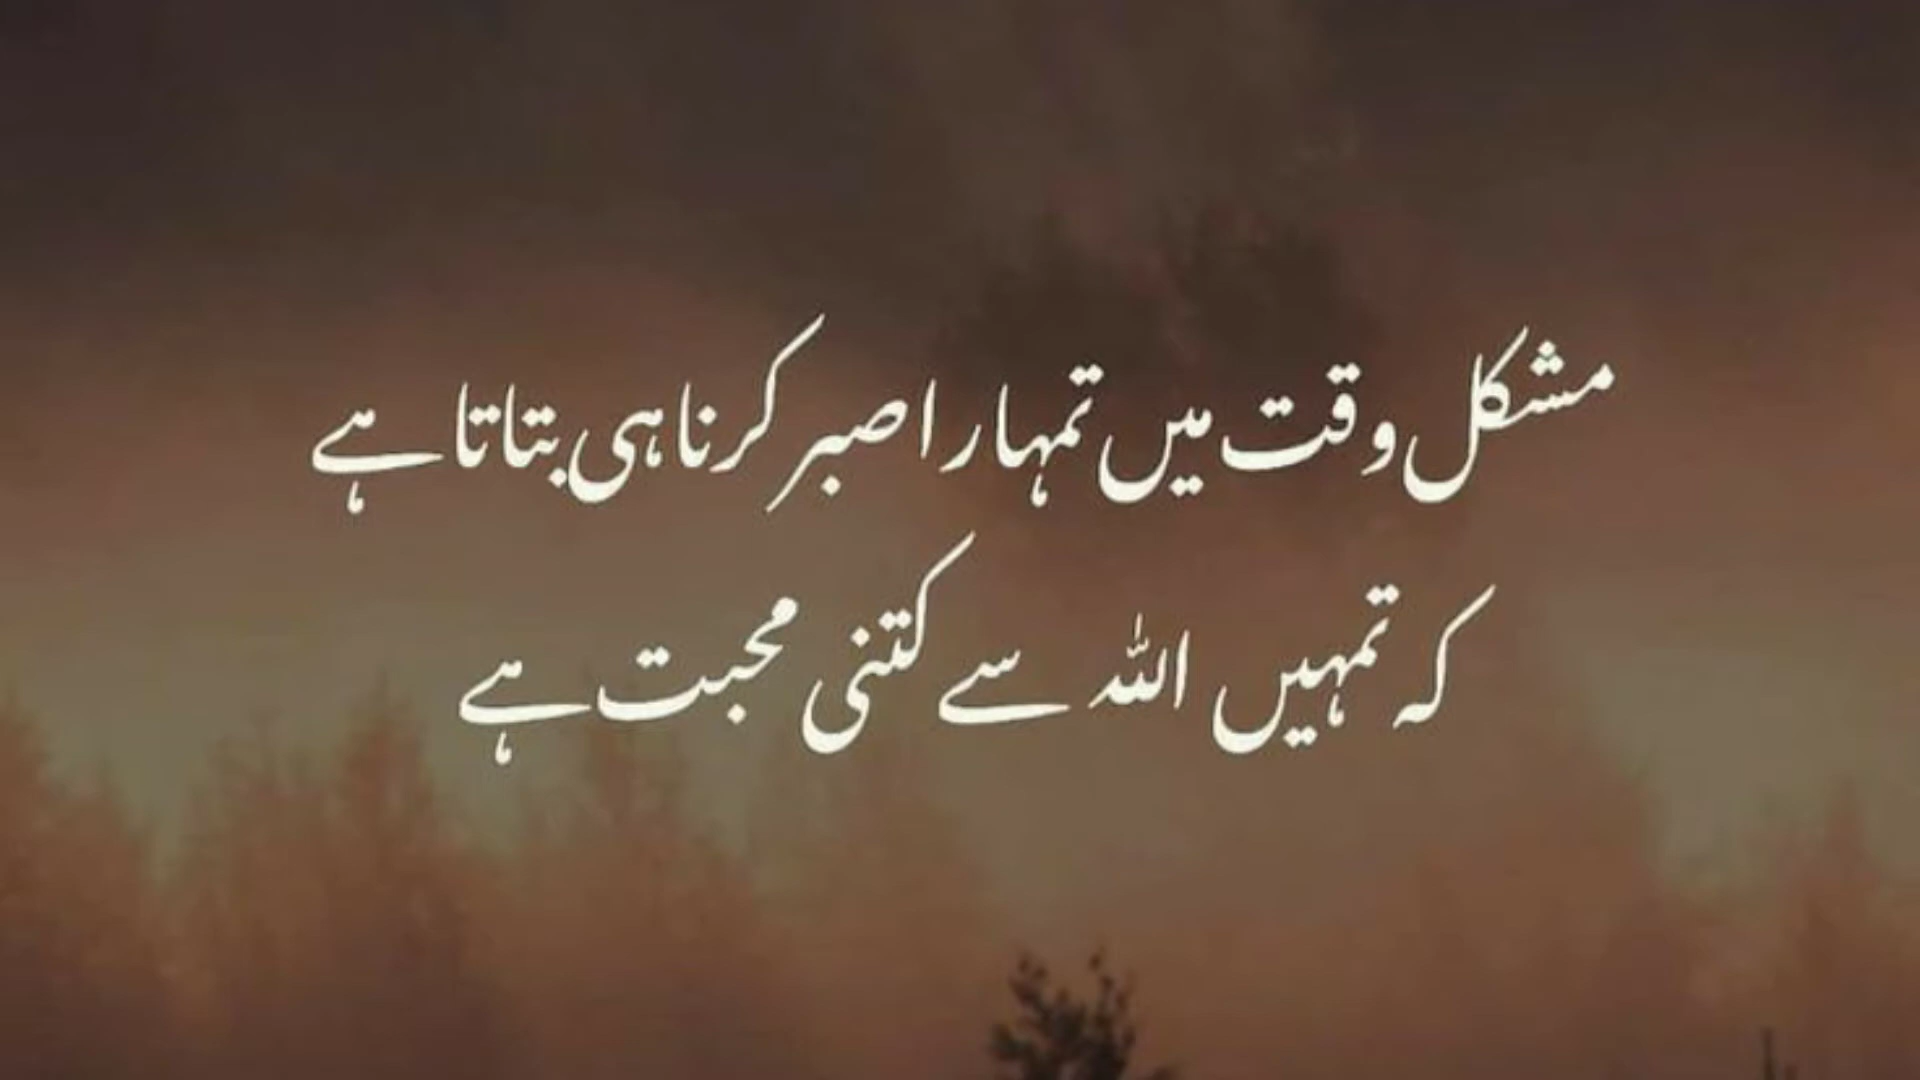 مشکل وقت میں تمہارا صبر کرنا ہی بتاتا ہے
کہ تمہیں اللہ سے کتنی محبت ہے